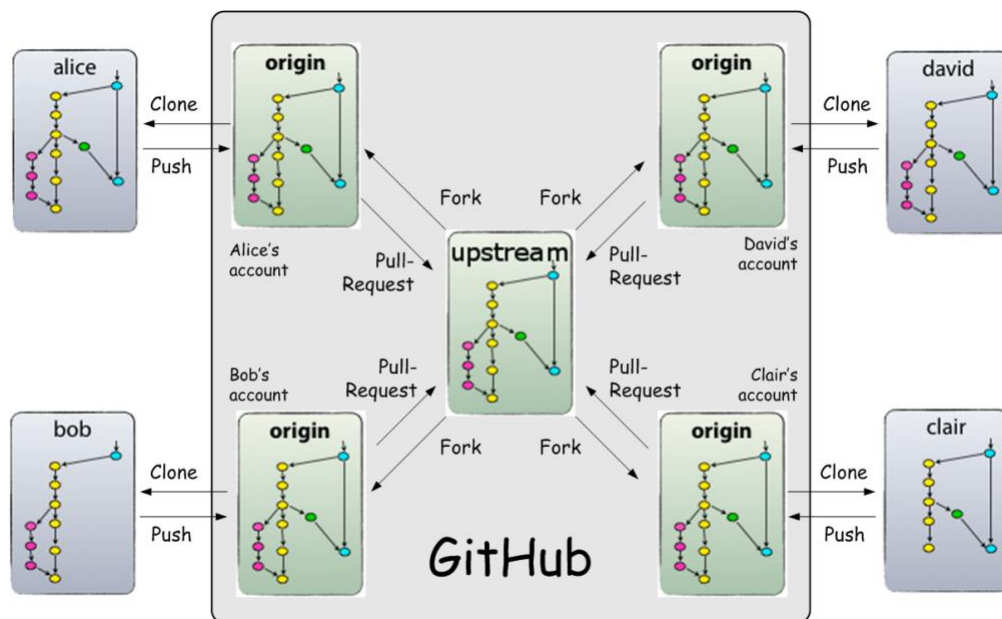 alice
Clone
Push
origin
Alice's
account
Fork
Pull-
Request
origin
David's
account
Fork
Pull-
Request
david
Clone
Push
upstream
bob
Clone
Push
Bob's
account
origin
Pull-
Request
Fork
Clair's
account
origin
Pull-
Request
Fork
clair
Clone
Push
GitHub